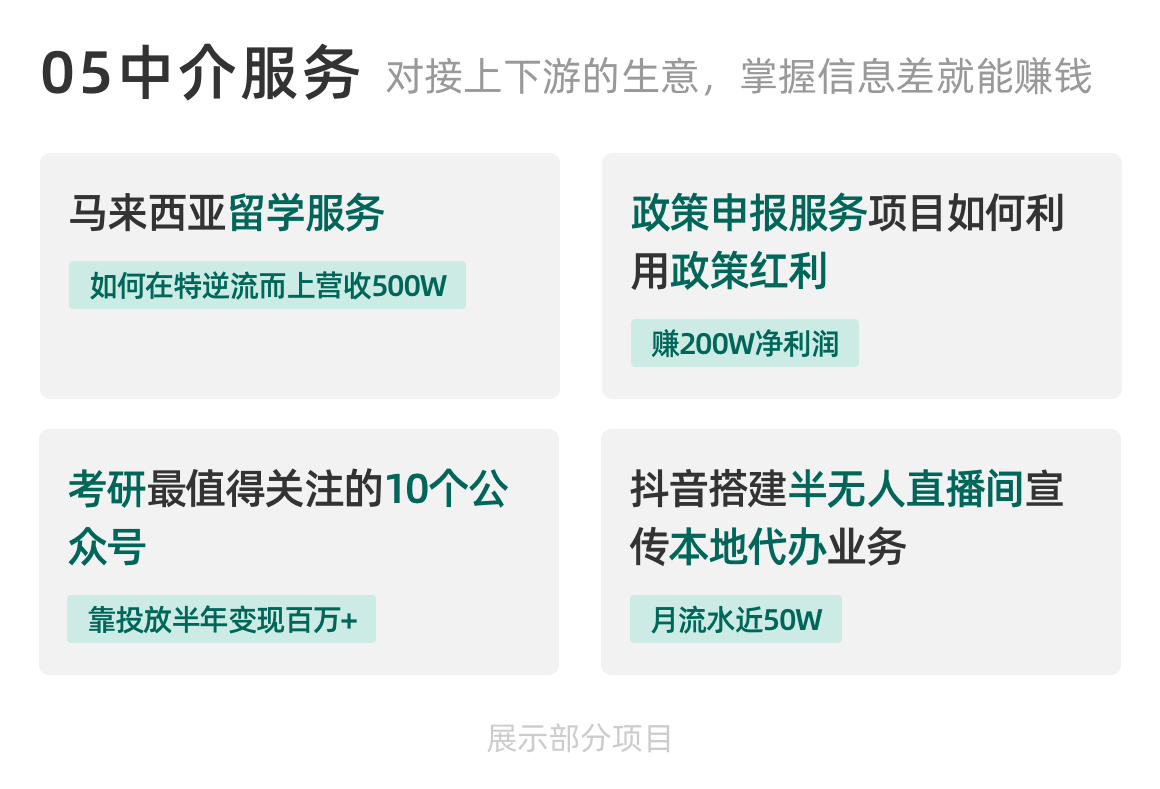 05中介服务 对接上下游的生意，掌握信息差就能赚钱
马来西亚留学服务
如何在特逆流而上营收500W
政策申报服务项目如何利
用政策红利
赚200W净利润
考研最值得关注的10个公
众号
靠投放半年变现百万+
抖音搭建半无人直播间宣
传本地代办业务
月流水近50W
展示部分项目